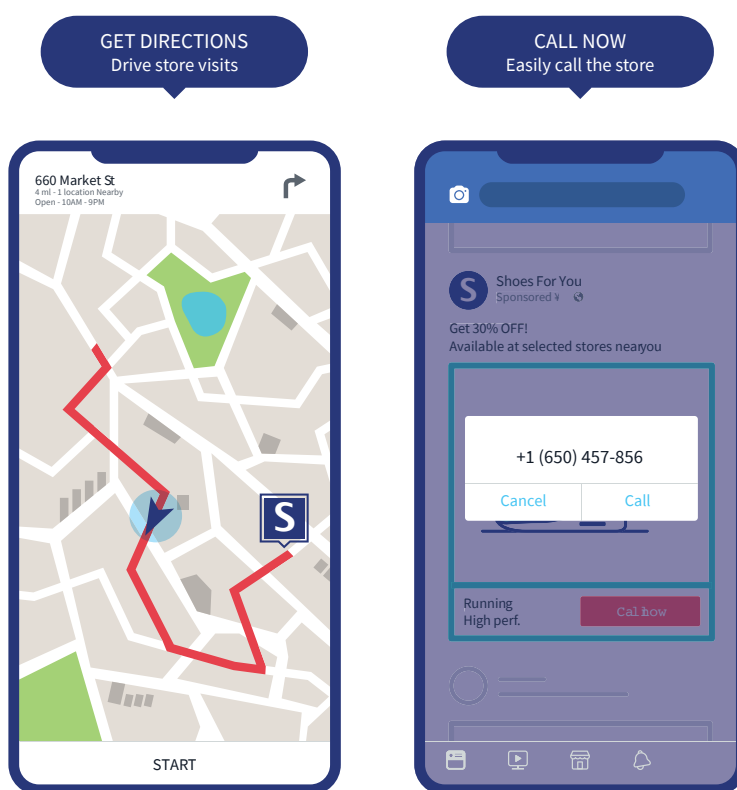 GET DIRECTIONS
Drive store visits
660 Market St
4 ml - 1 location Nearby
Open - 10AM - 9PM
S
START
CALL NOW
Easily call the store
S
Shoes For You
Sponsored
Get 30% OFF!
Available at selected stores near you
+1 (650) 457-856
Cancel
Call
Running
High perf.
Call now